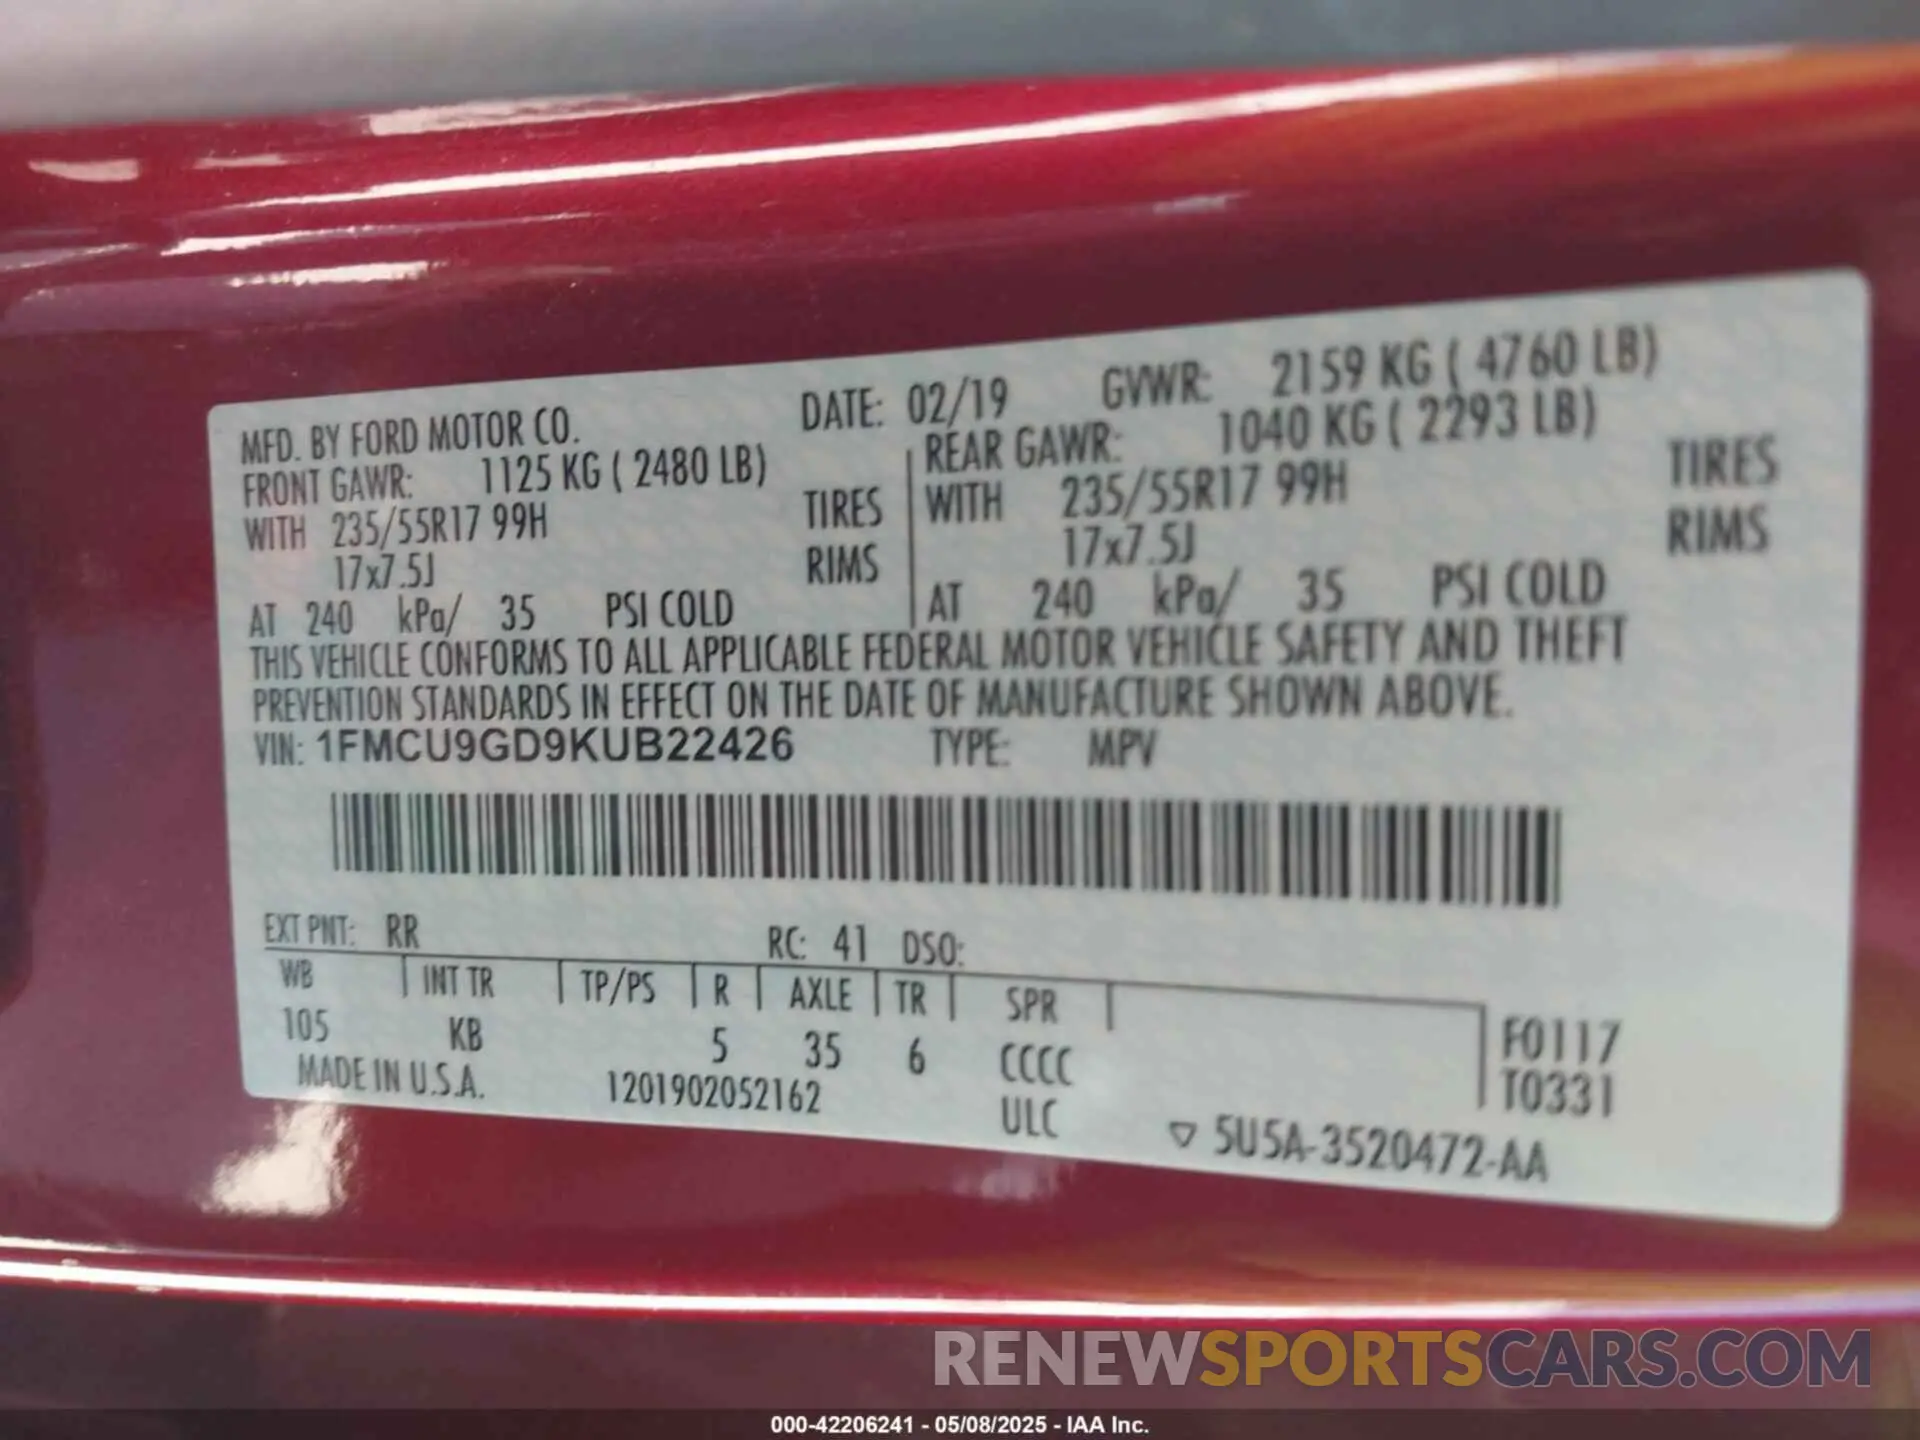 MFD. BY FORD MOTOR CO. DATE: 02/19 GVWR: 2159 KG ( 4760 LB)
FRONT GAWR: 1125 KG ( 2480 LB) REAR GAWR: 1040 KG ( 2293 LB)
WITH 235/55R17 99H TIRES WITH 235/55R17 99H TIRES
17x7.5J RIMS 17x7.5J RIMS
AT 240 kPa/ 35 PSI COLD AT 240 kPa/ 35 PSI COLD
THIS VEHICLE CONFORMS TO ALL APPLICABLE FEDERAL MOTOR VEHICLE SAFETY AND THEFT
PREVENTION STANDARDS IN EFFECT ON THE DATE OF MANUFACTURE SHOWN ABOVE.
VIN: 1FMCU9GD9KUB22426 TYPE: MPV
EXT PNT: RR RC: 41 DSO:
WB INT TR TP/PS R AXLE TR SPR
105 KB 5 35 6 CCCC F0117
MADE IN U.S.A. 1201902052162 ULC T0331
▽ 5U5A-3520472-AA
RENEWSPORTSCARS.COM
000-42206241 - 05/08/2025 - IAA Inc.